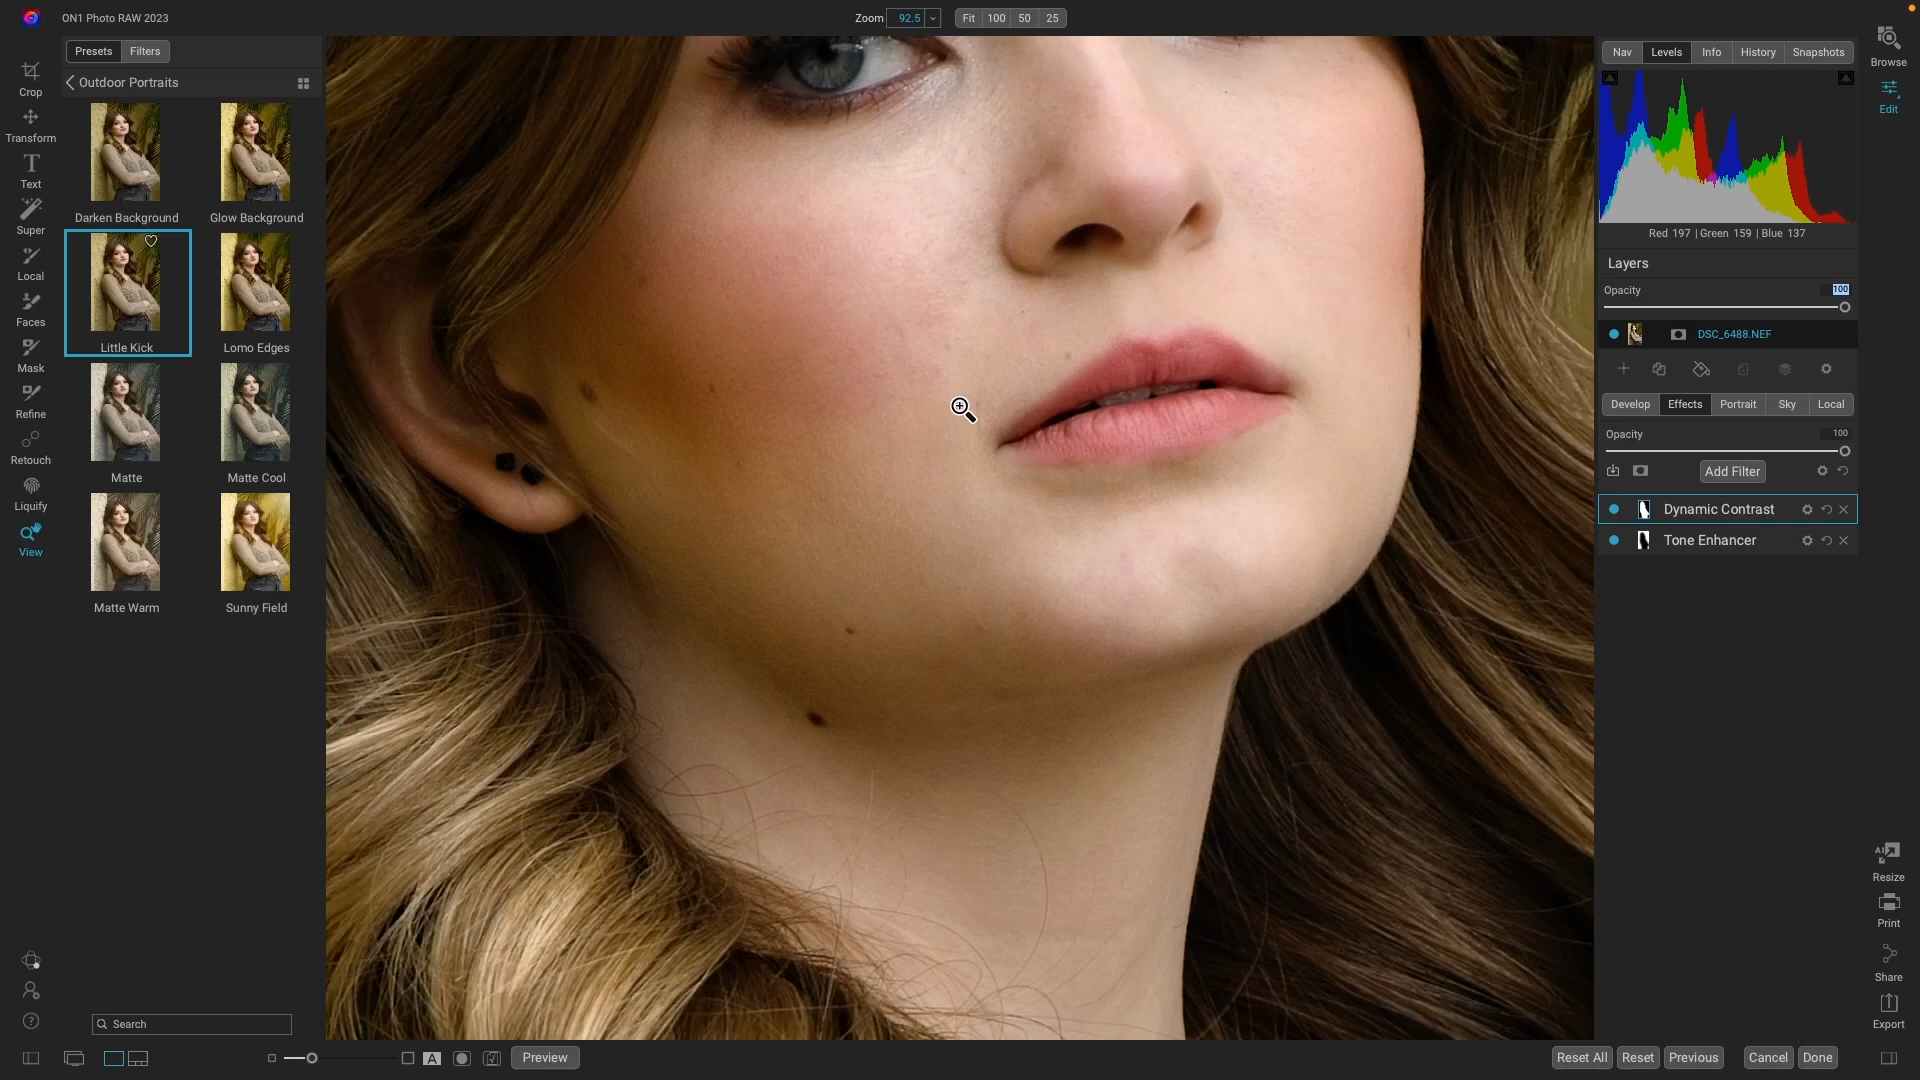 ON1 Photo RAW 2023
Zoom 92.5 Fit 100 50 25
Presets Filters
Outdoor Portraits
Darken Background
Glow Background
Little Kick
Lomo Edges
Matte
Matte Cool
Matte Warm
Sunny Field
Search
Crop
Transform
Text
Super
Local
Faces
Mask
Refine
Retouch
Liquify
View
A
Preview
Nav Levels Info History Snapshots
Red 197 | Green 159 | Blue 137
Layers
Opacity 100
DSC_6488.NEF
Develop Effects Portrait Sky Local
Opacity 100
Add Filter
Dynamic Contrast
Tone Enhancer
Browse
Edit
AI
Resize
Print
Share
Export
Reset All Reset Previous Cancel Done